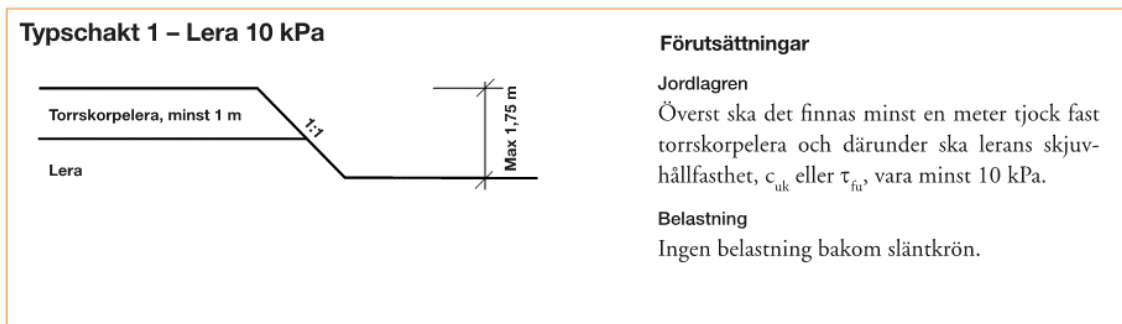 Typschakt 1 – Lera 10 kPa
Torrskorpelera, minst 1 m
Lera
1:1
Max 1,75 m
Förutsättningar
Jordlagren
Överst ska det finnas minst en meter tjock fast
torrskorpelera och därunder ska lerans skjuv-
hållfasthet, c_uk eller τ_fu, vara minst 10 kPa.
Belastning
Ingen belastning bakom släntkrön.